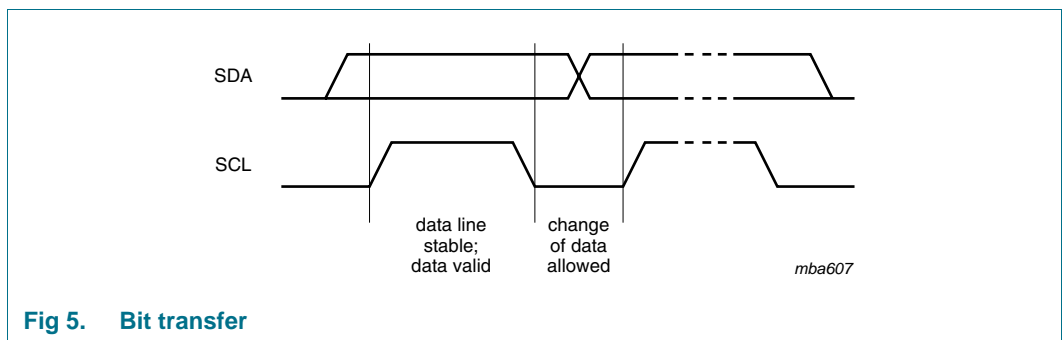 SDA
SCL
data line
stable;
data valid
change
of data
allowed
mba607
Fig 5. Bit transfer